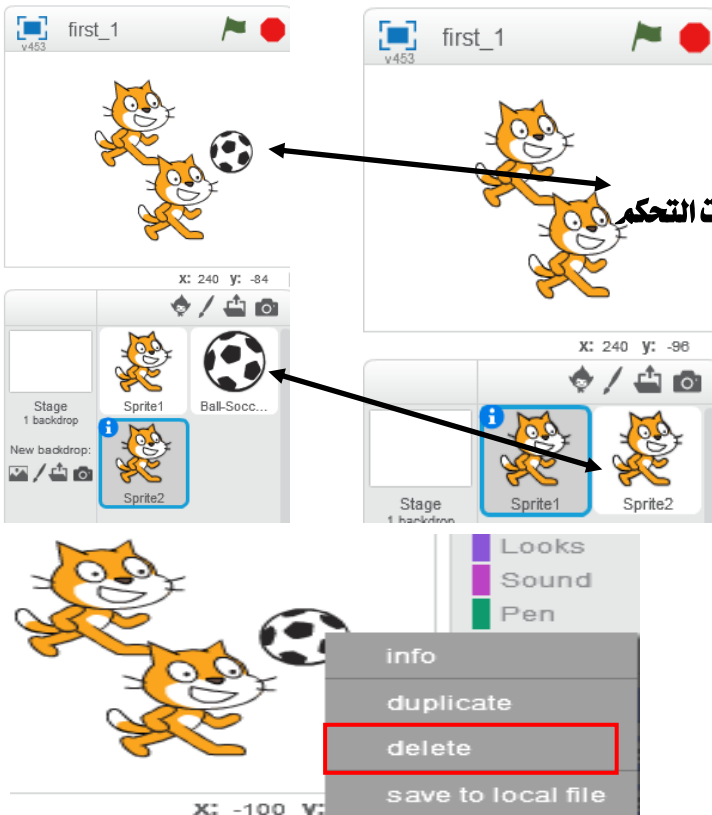 first_1
v453
X: 240 y: -84
Sprite1
Ball-Socc...
Stage
1 backdrop
New backdrop:
i
Sprite2
first_1
v453
ت التحكم
X: 240 y: -96
i
Stage
1 backdrop
Sprite1
Sprite2
Looks
Sound
Pen
info
duplicate
delete
save to local file
X: -100 y: